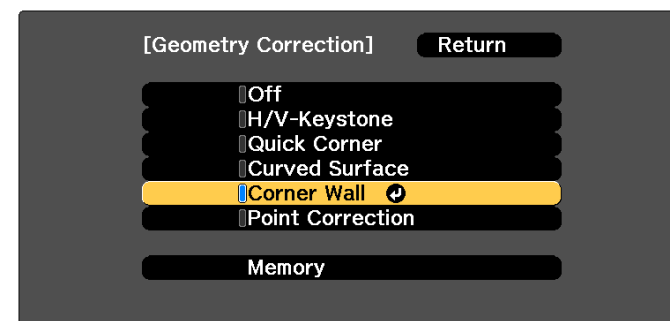 [Geometry Correction] Return
Off
H/V-Keystone
Quick Corner
Curved Surface
Corner Wall
Point Correction
Memory